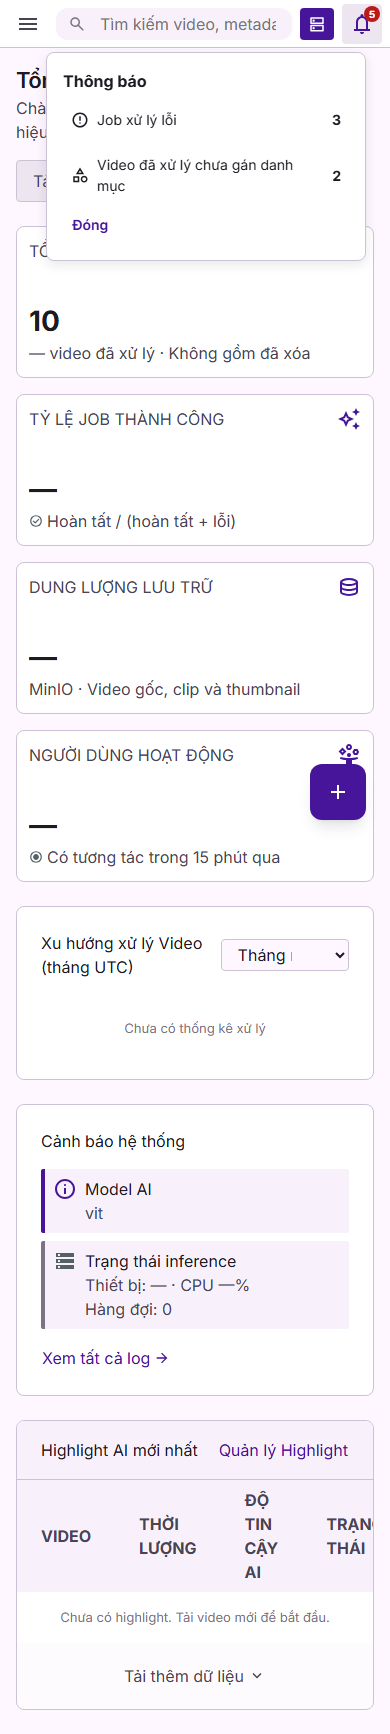 Tìm kiếm video, metada
5
Thông báo
Job xử lý lỗi 3
Video đã xử lý chưa gán danh
mục 2
Đóng
10
— video đã xử lý · Không gồm đã xóa
TỶ LỆ JOB THÀNH CÔNG
—
Hoàn tất / (hoàn tất + lỗi)
DUNG LƯỢNG LƯU TRỮ
—
MinIO · Video gốc, clip và thumbnail
NGƯỜI DÙNG HOẠT ĐỘNG
—
Có tương tác trong 15 phút qua
Xu hướng xử lý Video
(tháng UTC)
Tháng
Chưa có thống kê xử lý
Cảnh báo hệ thống
Model AI
vit
Trạng thái inference
Thiết bị: — · CPU —%
Hàng đợi: 0
Xem tất cả log →
Highlight AI mới nhất Quản lý Highlight
VIDEO
THỜI
LƯỢNG
ĐỘ
TIN
CẬY
AI
TRẠNG
THÁI
Chưa có highlight. Tải video mới để bắt đầu.
Tải thêm dữ liệu